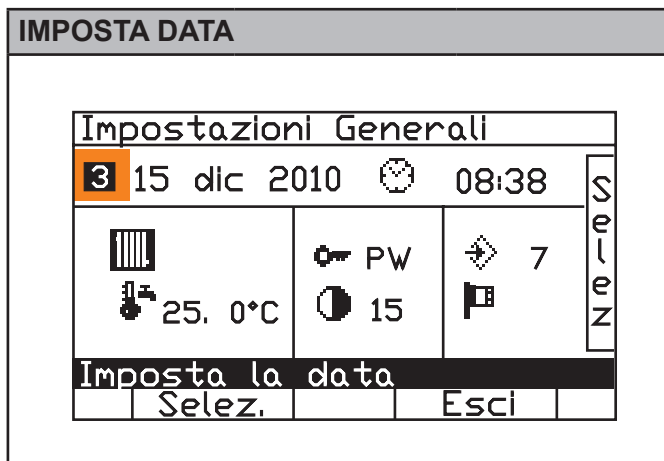 IMPOSTA DATA
Impostazioni Generali
3 15 dic 2010 08:38
PW 7
25. 0°C 15
Selez
Imposta la data
Selez. Esci